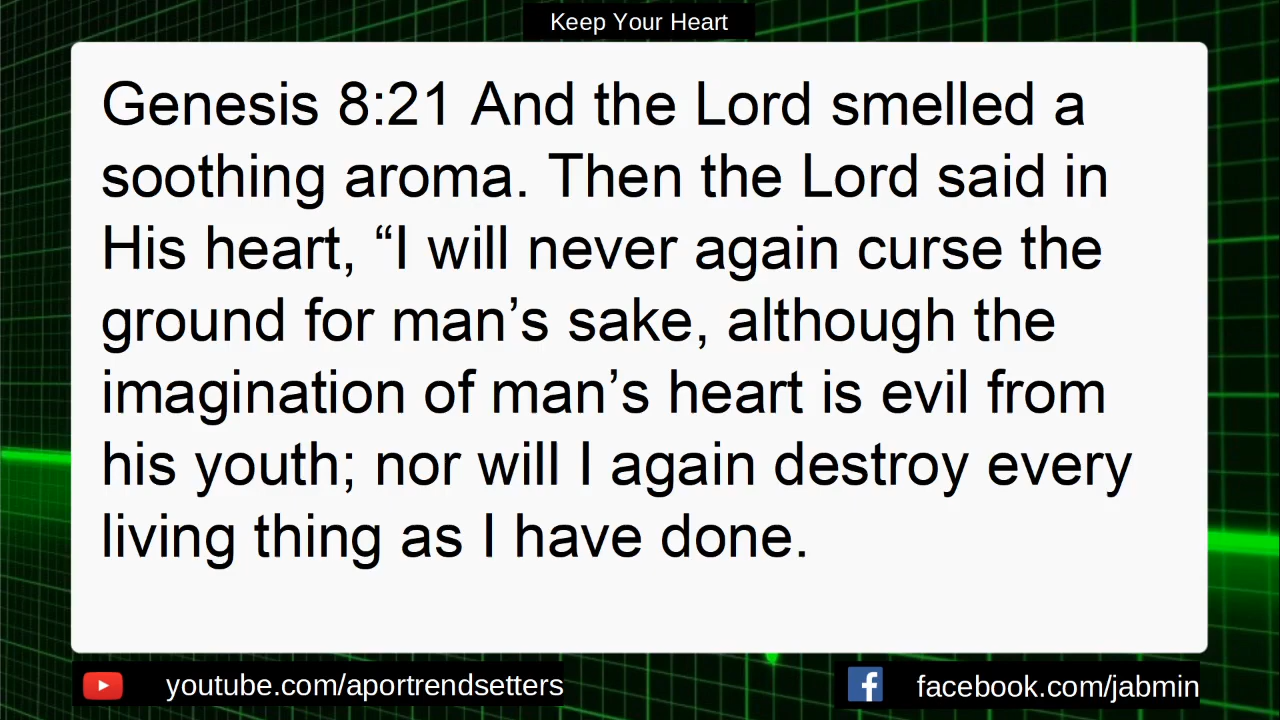 Keep Your Heart
Genesis 8:21 And the Lord smelled a
soothing aroma. Then the Lord said in
His heart, “I will never again curse the
ground for man’s sake, although the
imagination of man’s heart is evil from
his youth; nor will I again destroy every
living thing as I have done.
youtube.com/aportrendsetters
facebook.com/jabmin